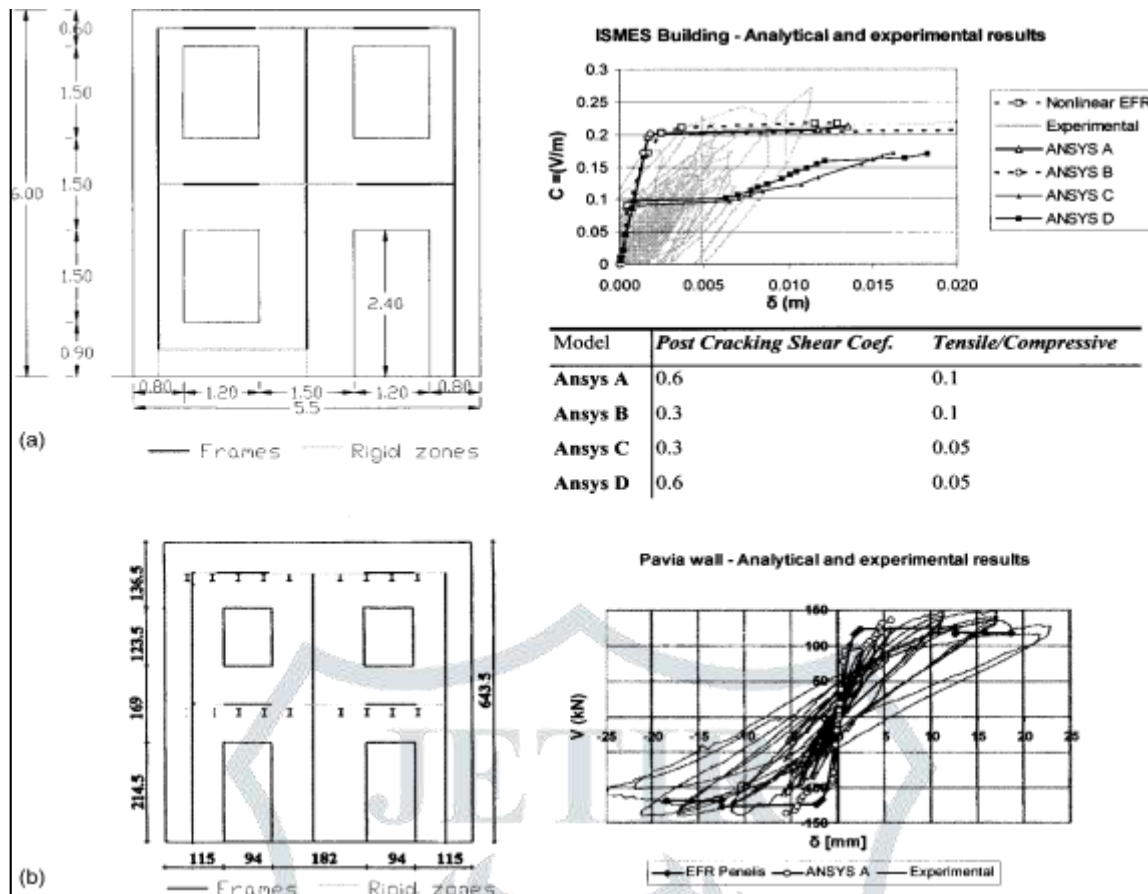 0.60
1.50
1.50
1.50
0.90
6.00
2.40
0.80 1.20 1.50 1.20 0.80
5.5
(a)
Frames Rigid zones
ISMES Building - Analytical and experimental results
0.3
0.25
0.2
0.15
0.1
0.05
0
C =(V/m)
0.000 0.005 0.010 0.015 0.020
δ (m)
Nonlinear EFR
Experimental
ANSYS A
ANSYS B
ANSYS C
ANSYS D
Model Post Cracking Shear Coef. Tensile/Compressive
Ansys A 0.6 0.1
Ansys B 0.3 0.1
Ansys C 0.3 0.05
Ansys D 0.6 0.05
136.5
123.5
169
214.5
643.5
115 94 182 94 115
(b)
Frames Rigid zones
Pavia wall - Analytical and experimental results
150
100
50
V (kN)
-25 -20 -15 -10 5 10 15 20 25
-50
-100
-150
δ [mm]
EFR Penelis ANSYS A Experimental
JETIR